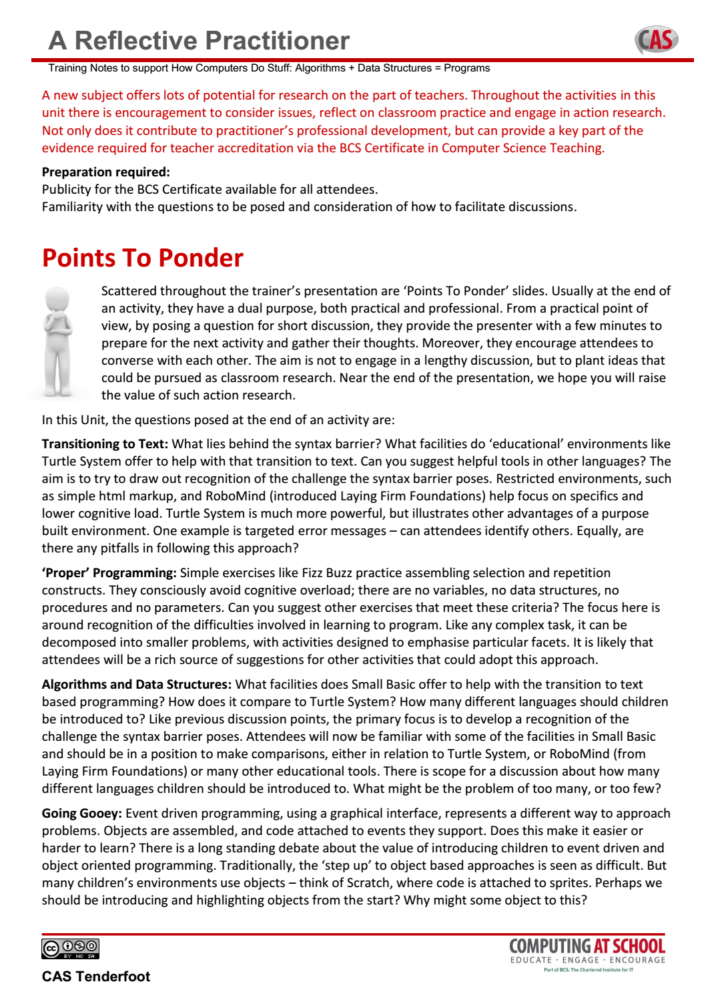 A Reflective Practitioner
CAS
Training Notes to support How Computers Do Stuff: Algorithms + Data Structures = Programs
A new subject offers lots of potential for research on the part of teachers. Throughout the activities in this
unit there is encouragement to consider issues, reflect on classroom practice and engage in action research.
Not only does it contribute to practitioner’s professional development, but can provide a key part of the
evidence required for teacher accreditation via the BCS Certificate in Computer Science Teaching.
Preparation required:
Publicity for the BCS Certificate available for all attendees.
Familiarity with the questions to be posed and consideration of how to facilitate discussions.
Points To Ponder
Scattered throughout the trainer’s presentation are ‘Points To Ponder’ slides. Usually at the end of
an activity, they have a dual purpose, both practical and professional. From a practical point of
view, by posing a question for short discussion, they provide the presenter with a few minutes to
prepare for the next activity and gather their thoughts. Moreover, they encourage attendees to
converse with each other. The aim is not to engage in a lengthy discussion, but to plant ideas that
could be pursued as classroom research. Near the end of the presentation, we hope you will raise
the value of such action research.
In this Unit, the questions posed at the end of an activity are:
Transitioning to Text: What lies behind the syntax barrier? What facilities do ‘educational’ environments like
Turtle System offer to help with that transition to text. Can you suggest helpful tools in other languages? The
aim is to try to draw out recognition of the challenge the syntax barrier poses. Restricted environments, such
as simple html markup, and RoboMind (introduced Laying Firm Foundations) help focus on specifics and
lower cognitive load. Turtle System is much more powerful, but illustrates other advantages of a purpose
built environment. One example is targeted error messages – can attendees identify others. Equally, are
there any pitfalls in following this approach?
‘Proper’ Programming: Simple exercises like Fizz Buzz practice assembling selection and repetition
constructs. They consciously avoid cognitive overload; there are no variables, no data structures, no
procedures and no parameters. Can you suggest other exercises that meet these criteria? The focus here is
around recognition of the difficulties involved in learning to program. Like any complex task, it can be
decomposed into smaller problems, with activities designed to emphasise particular facets. It is likely that
attendees will be a rich source of suggestions for other activities that could adopt this approach.
Algorithms and Data Structures: What facilities does Small Basic offer to help with the transition to text
based programming? How does it compare to Turtle System? How many different languages should children
be introduced to? Like previous discussion points, the primary focus is to develop a recognition of the
challenge the syntax barrier poses. Attendees will now be familiar with some of the facilities in Small Basic
and should be in a position to make comparisons, either in relation to Turtle System, or RoboMind (from
Laying Firm Foundations) or many other educational tools. There is scope for a discussion about how many
different languages children should be introduced to. What might be the problem of too many, or too few?
Going Gooey: Event driven programming, using a graphical interface, represents a different way to approach
problems. Objects are assembled, and code attached to events they support. Does this make it easier or
harder to learn? There is a long standing debate about the value of introducing children to event driven and
object oriented programming. Traditionally, the ‘step up’ to object based approaches is seen as difficult. But
many children’s environments use objects – think of Scratch, where code is attached to sprites. Perhaps we
should be introducing and highlighting objects from the start? Why might some object to this?
cc BY NC SA
COMPUTING AT SCHOOL
EDUCATE · ENGAGE · ENCOURAGE
Part of BCS, The Chartered Institute for IT
CAS Tenderfoot